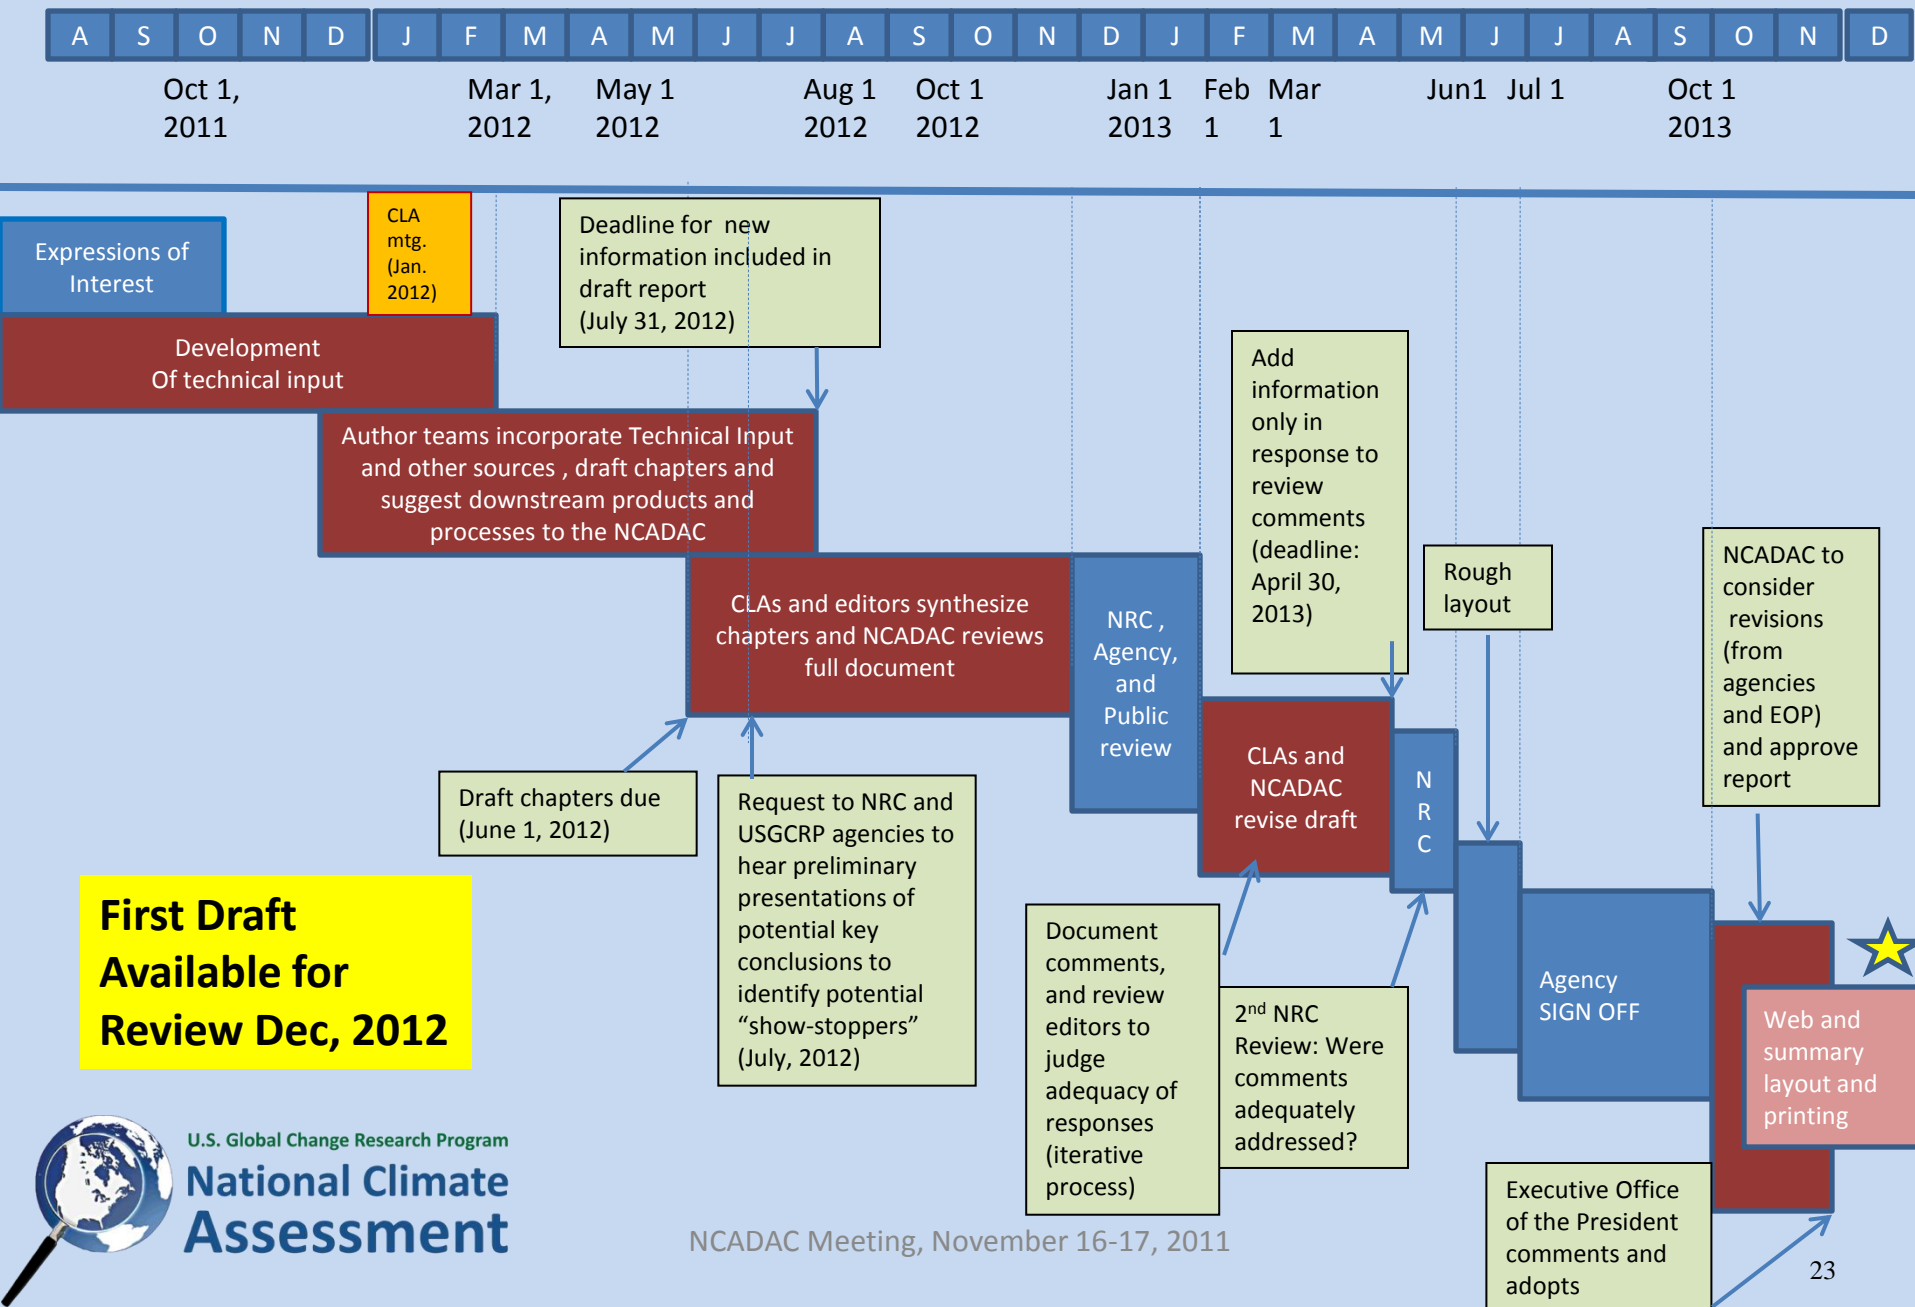 A S O N D J F M A M J J A S O N D J F M A M J J A S O N D
Oct 1,
2011
Mar 1,
2012
May 1
2012
Aug 1
2012
Oct 1
2012
Jan 1
2013
Feb
1
Mar
1
Jun1
Jul 1
Oct 1
2013
Expressions of
Interest
CLA
mtg.
(Jan.
2012)
Deadline for new
information included in
draft report
(July 31, 2012)
Development
Of technical input
Add
information
only in
response to
review
comments
(deadline:
April 30,
2013)
Author teams incorporate Technical Input
and other sources , draft chapters and
suggest downstream products and
processes to the NCADAC
Rough
layout
NCADAC to
consider
revisions
(from
agencies
and EOP)
and approve
report
CLAs and editors synthesize
chapters and NCADAC reviews
full document
NRC ,
Agency,
and
Public
review
CLAs and
NCADAC
revise draft
N
R
C
Draft chapters due
(June 1, 2012)
Request to NRC and
USGCRP agencies to
hear preliminary
presentations of
potential key
conclusions to
identify potential
“show-stoppers”
(July, 2012)
First Draft
Available for
Review Dec, 2012
Document
comments,
and review
editors to
judge
adequacy of
responses
(iterative
process)
2nd NRC
Review: Were
comments
adequately
addressed?
Agency
SIGN OFF
Web and
summary
layout and
printing
Executive Office
of the President
comments and
adopts
U.S. Global Change Research Program
National Climate
Assessment
NCADAC Meeting, November 16-17, 2011
23